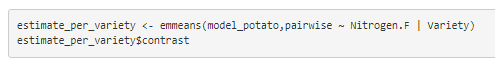 estimate_per_variety <- emmeans(model_potato,pairwise ~ Nitrogen.F | Variety)
estimate_per_variety$contrast